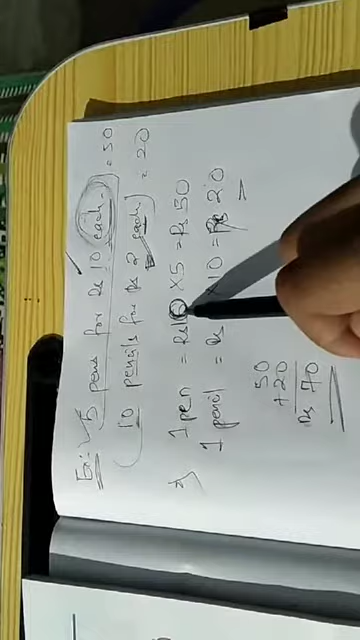 Ex:- 5 pens for Rs 10 each. = 50
10 pencils for Rs 2 each) = 20
1 pen = Rs 10 × 5 = Rs 50
1 pencil = Rs 10 = Rs 20
50
+ 20
Rs 70